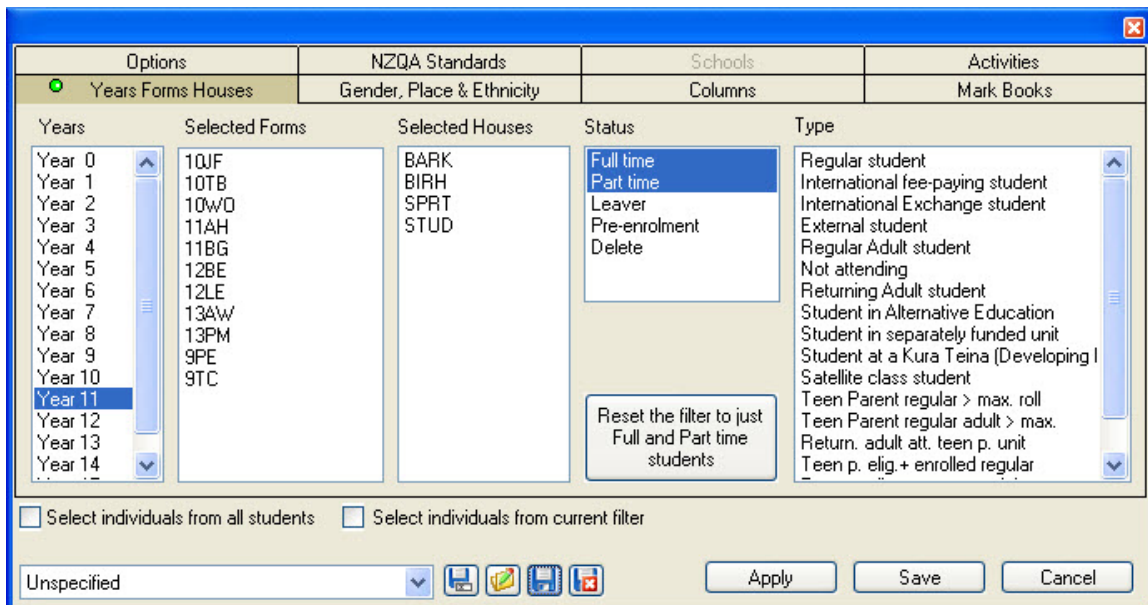 Options NZQA Standards Schools Activities
Years Forms Houses Gender, Place & Ethnicity Columns Mark Books
Years
Year 0
Year 1
Year 2
Year 3
Year 4
Year 5
Year 6
Year 7
Year 8
Year 9
Year 10
Year 11
Year 12
Year 13
Year 14
Selected Forms
10JF
10TB
10WO
11AH
11BG
12BE
12LE
13AW
13PM
9PE
9TC
Selected Houses
BARK
BIRH
SPRT
STUD
Status
Full time
Part time
Leaver
Pre-enrolment
Delete
Reset the filter to just
Full and Part time
students
Type
Regular student
International fee-paying student
International Exchange student
External student
Regular Adult student
Not attending
Returning Adult student
Student in Alternative Education
Student in separately funded unit
Student at a Kura Teina (Developing
Satellite class student
Teen Parent regular > max. roll
Teen Parent regular adult > max.
Return. adult att. teen p. unit
Teen p. elig.+ enrolled regular
Select individuals from all students Select individuals from current filter
Unspecified Apply Save Cancel